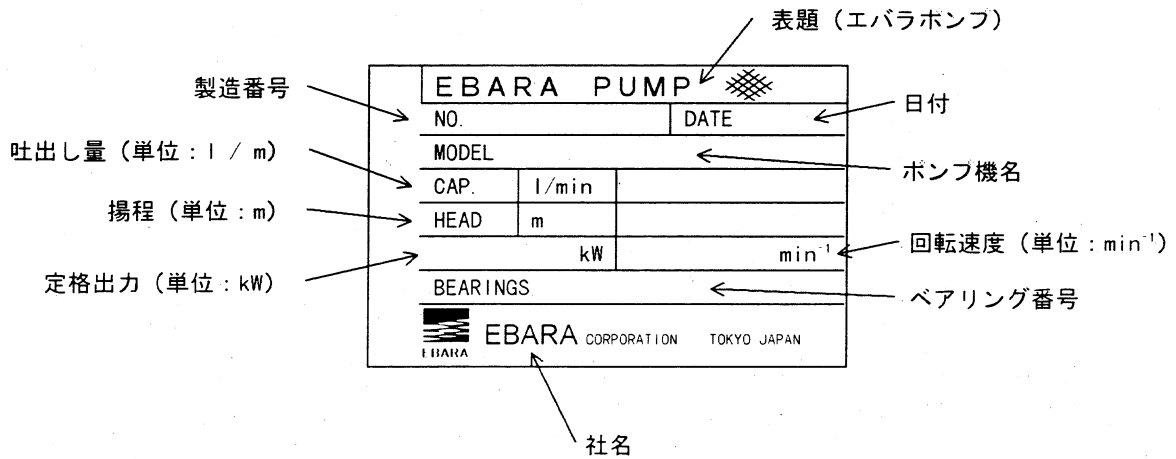 表題（エバラポンプ）
EBARA PUMP
製造番号
日付
NO. DATE
吐出し量（単位：l / m）
MODEL
ポンプ機名
CAP. l/min
揚程（単位：m）
HEAD m
回転速度（単位：min⁻¹）
kW min⁻¹
定格出力（単位：kW）
BEARINGS
ベアリング番号
EBARA EBARA CORPORATION TOKYO JAPAN
社名